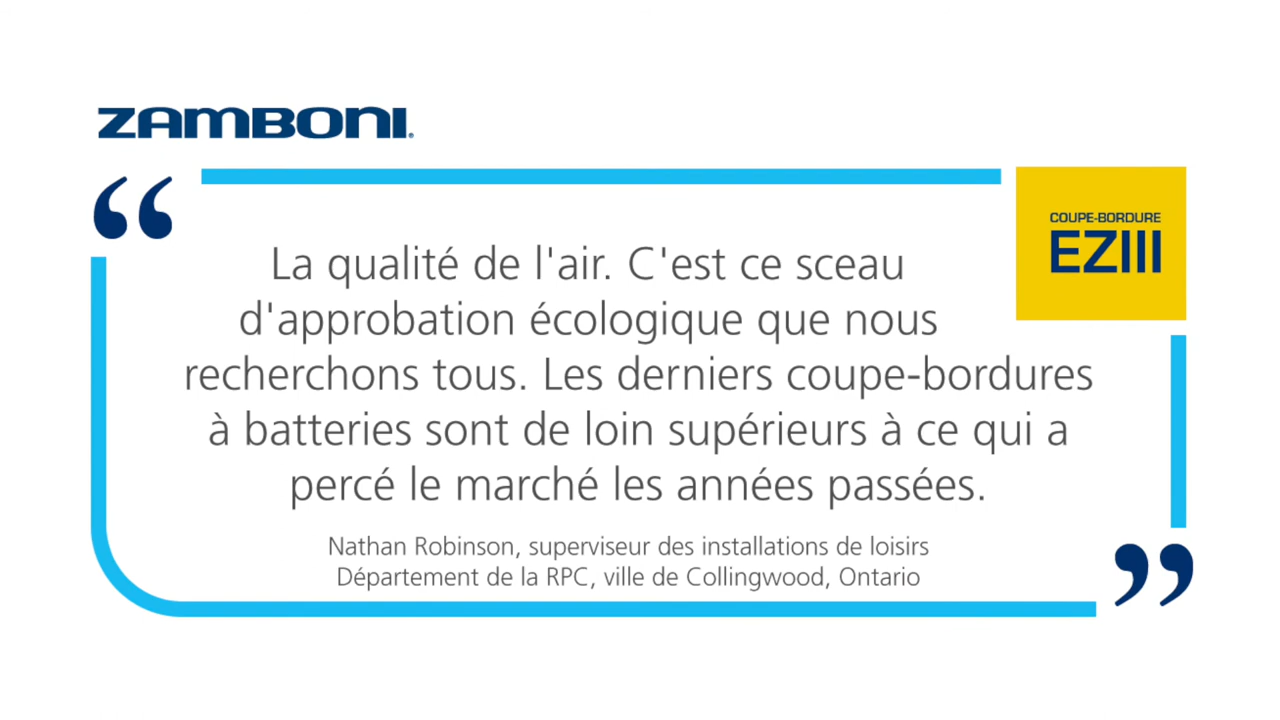 ZAMBONI®
“
COUPE-BORDURE
EZIII
La qualité de l'air. C'est ce sceau
d'approbation écologique que nous
recherchons tous. Les derniers coupe-bordures
à batteries sont de loin supérieurs à ce qui a
percé le marché les années passées.
Nathan Robinson, superviseur des installations de loisirs
Département de la RPC, ville de Collingwood, Ontario
”